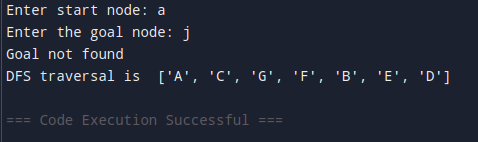 Enter start node: a
Enter the goal node: j
Goal not found
DFS traversal is  ['A', 'C', 'G', 'F', 'B', 'E', 'D']
=== Code Execution Successful ===